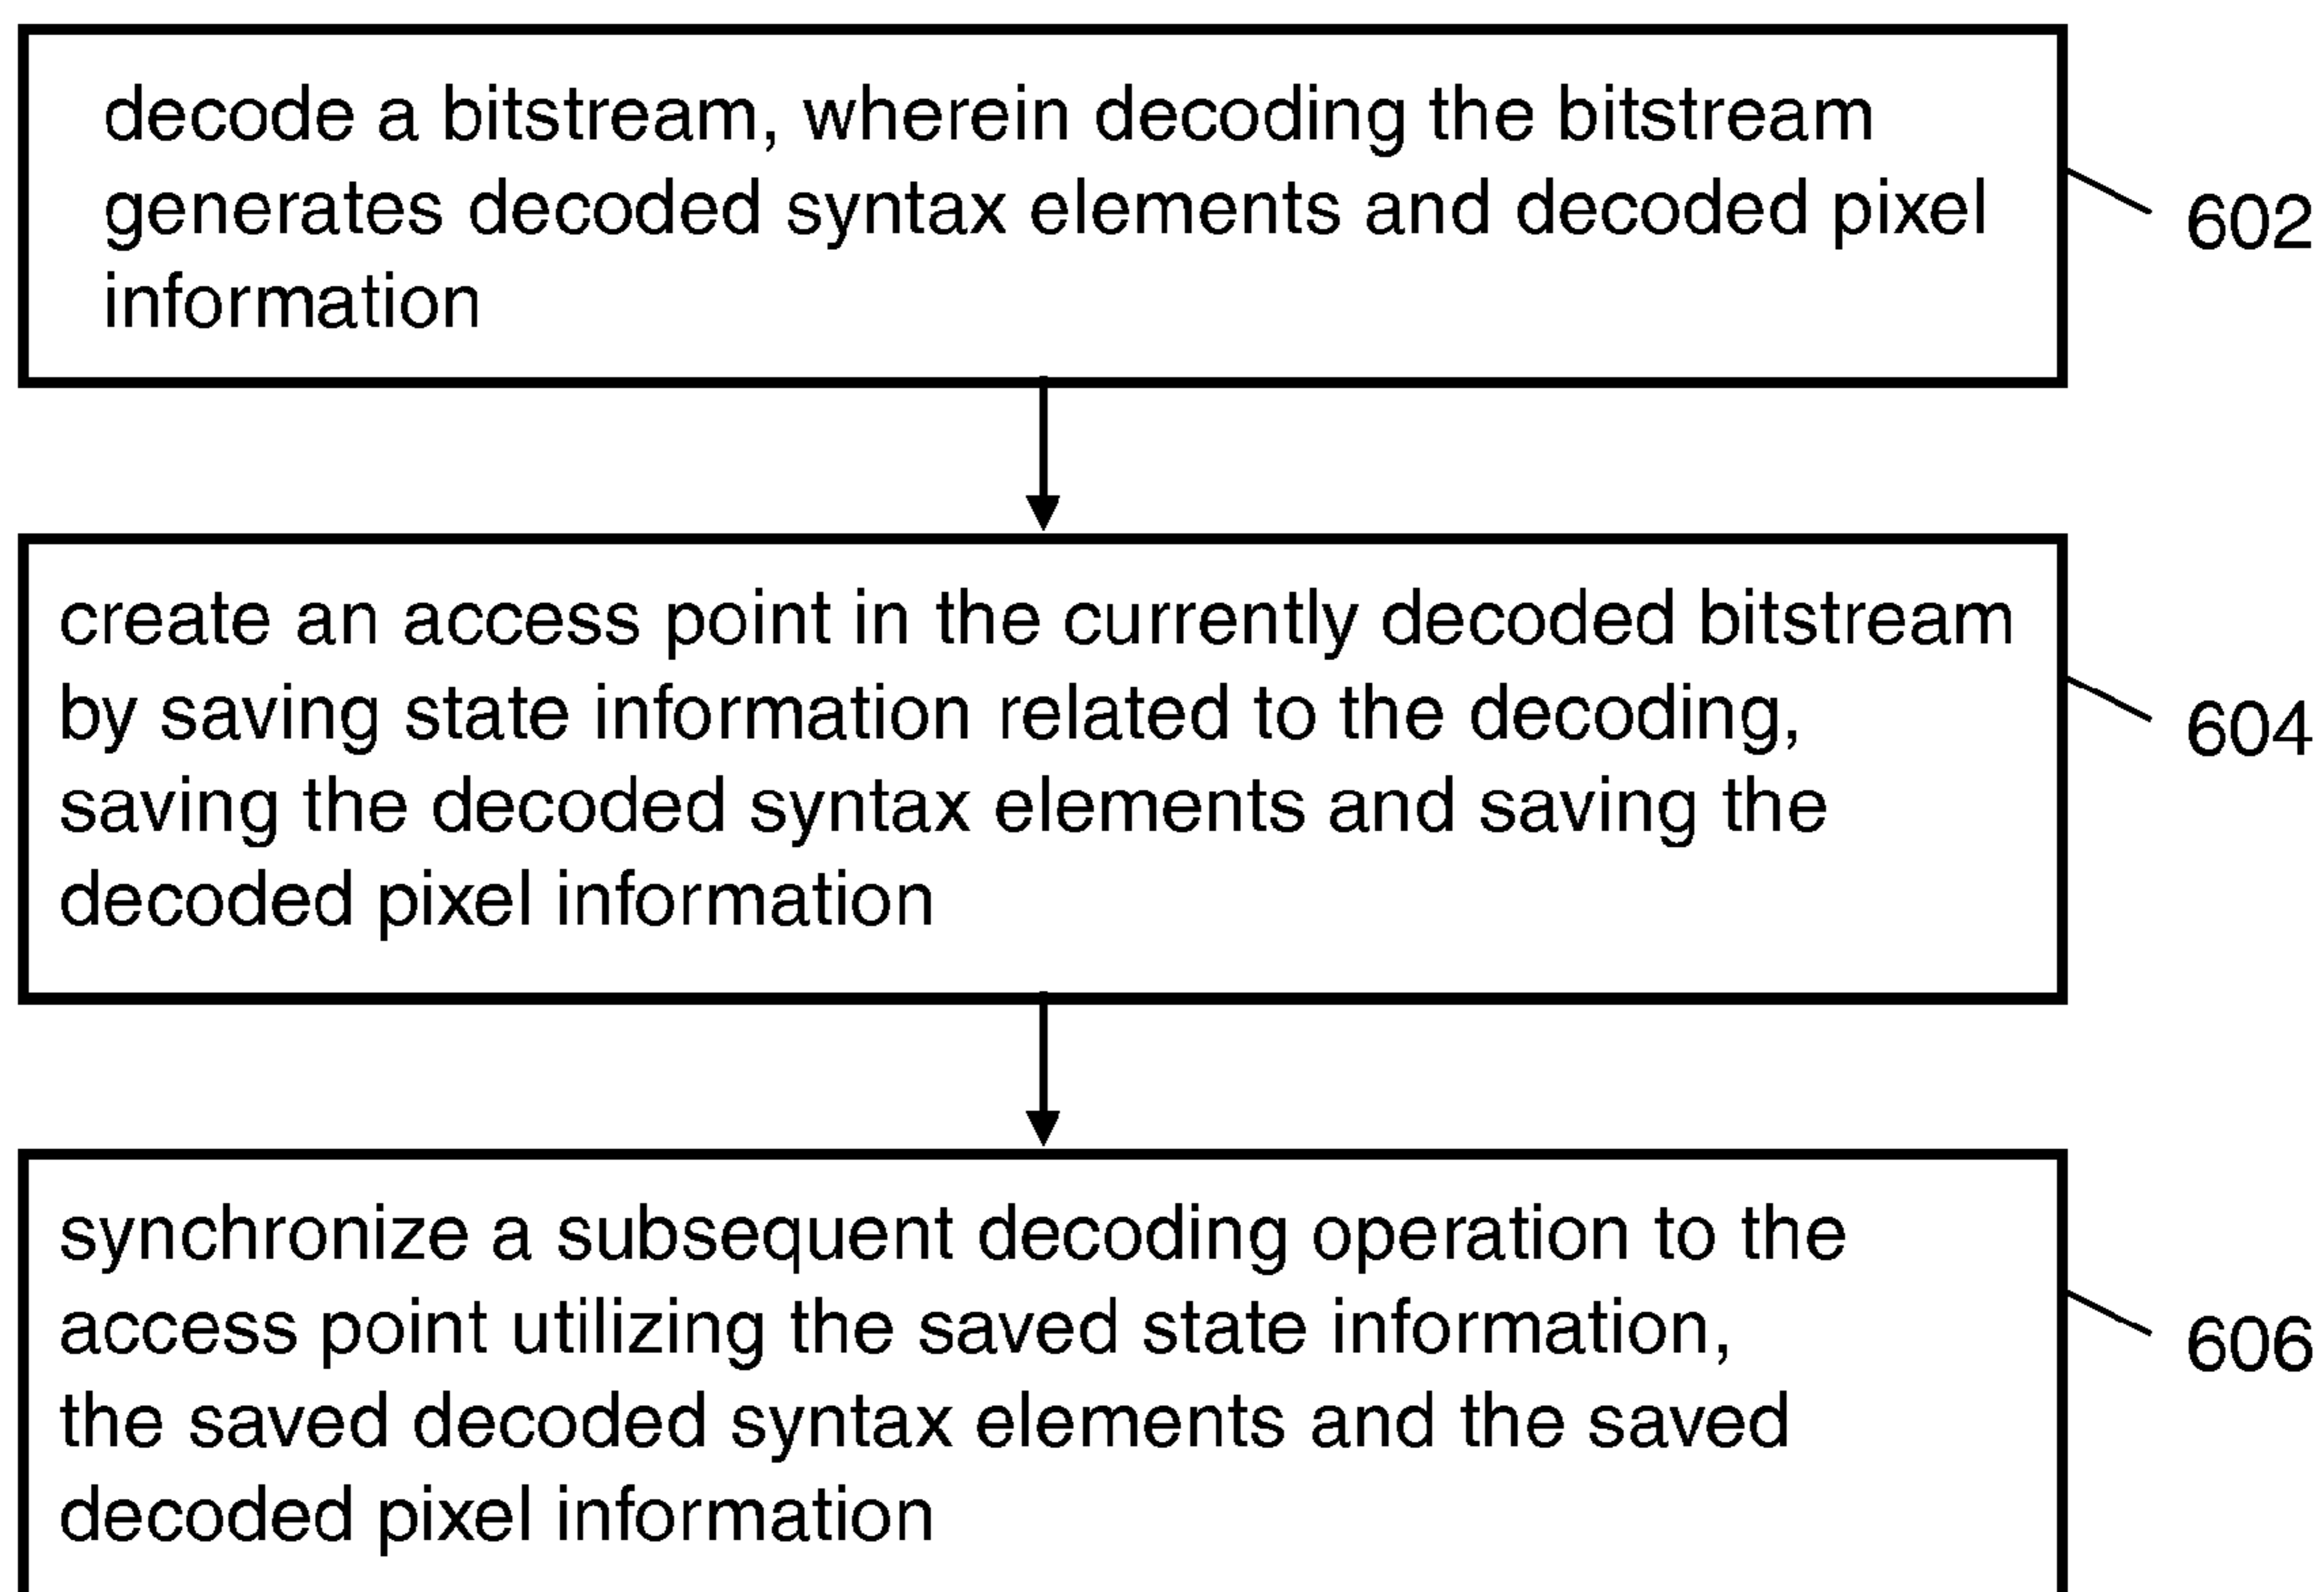 decode a bitstream, wherein decoding the bitstream
generates decoded syntax elements and decoded pixel
information
602
create an access point in the currently decoded bitstream
by saving state information related to the decoding,
saving the decoded syntax elements and saving the
decoded pixel information
604
synchronize a subsequent decoding operation to the
access point utilizing the saved state information,
the saved decoded syntax elements and the saved
decoded pixel information
606